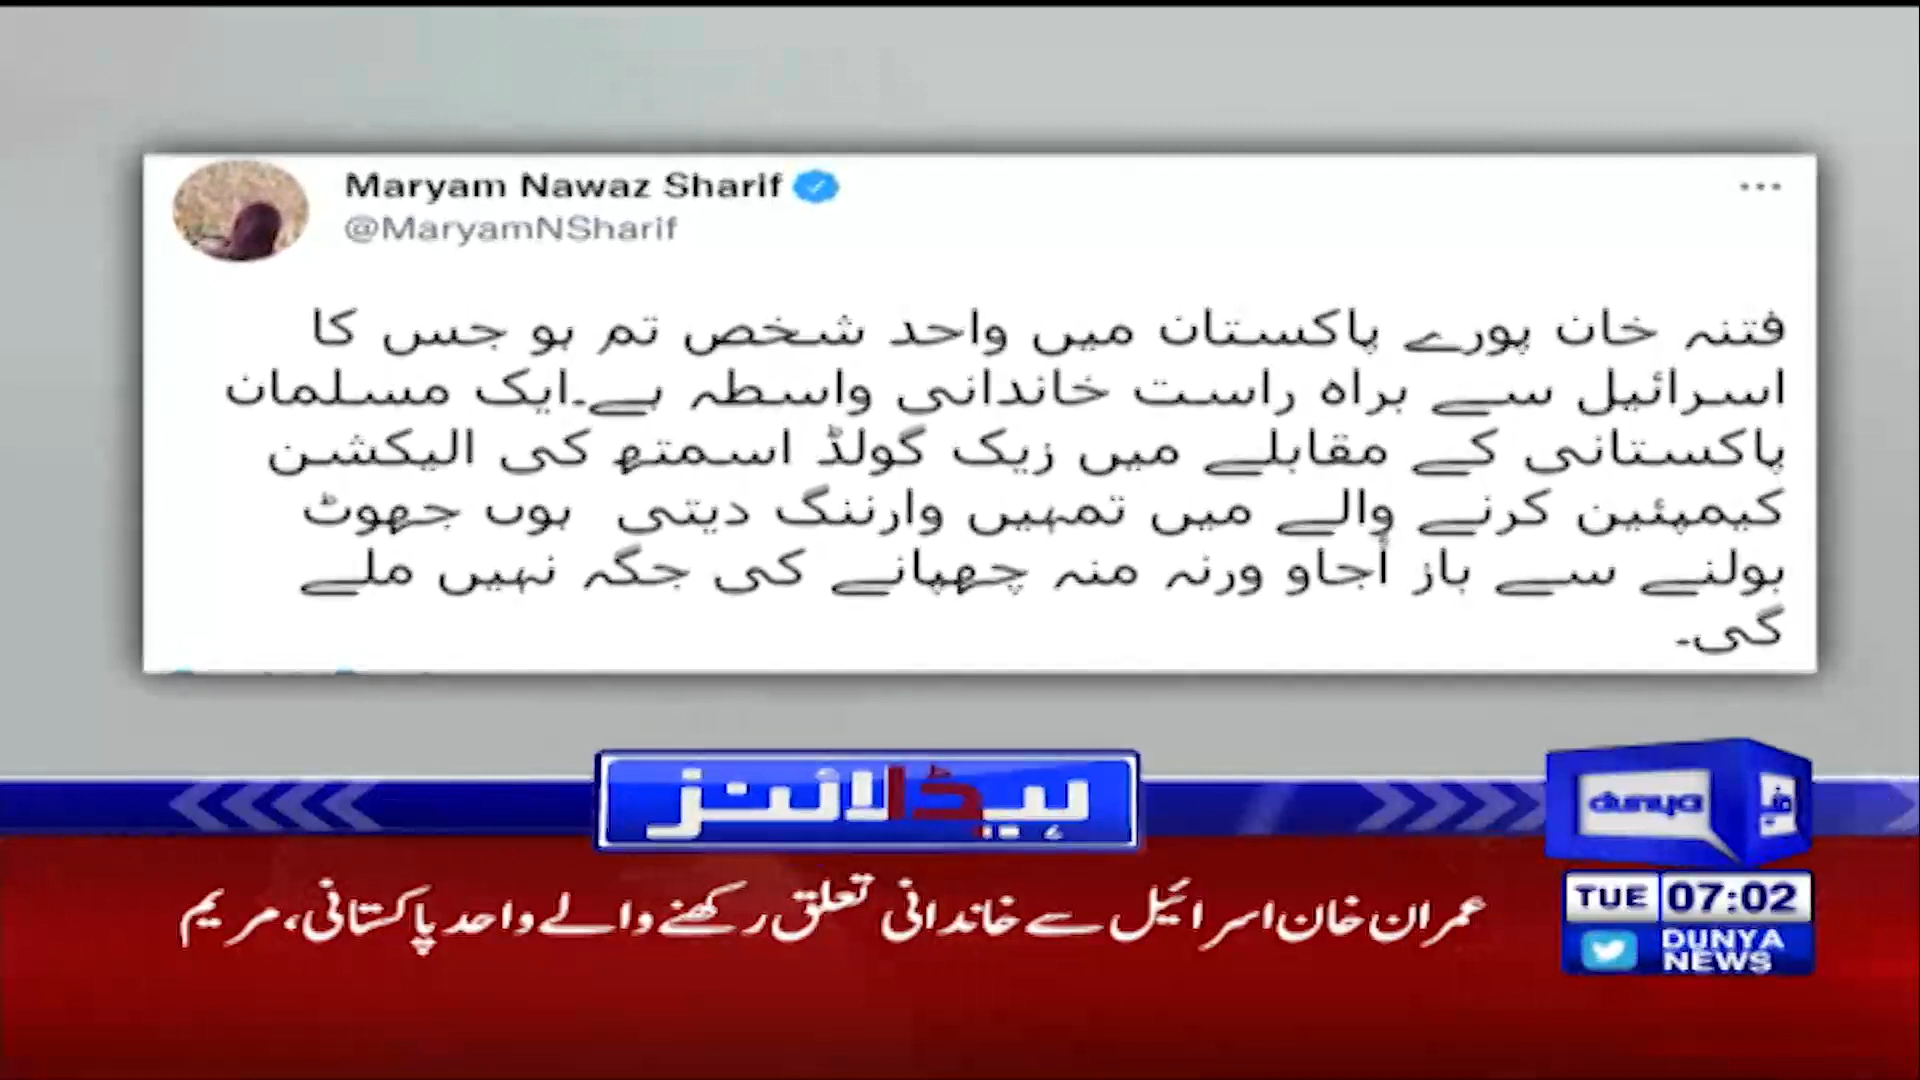 Maryam Nawaz Sharif
@MaryamNSharif
فتنہ خان پورے پاکستان میں واحد شخص تم ہو جس کا
اسرائیل سے براہ راست خاندانی واسطہ ہے۔ایک مسلمان
پاکستانی کے مقابلے میں زیک گولڈ اسمتھ کی الیکشن
کیمپئین کرنے والے میں تمہیں وارننگ دیتی ہوں جھوٹ
بولنے سے باز آجاو ورنہ منہ چھپانے کی جگہ نہیں ملے
گی۔
ہیڈلائنز
dunya
عمران خان اسرائیل سے خاندانی تعلق رکھنے والے واحد پاکستانی، مریم
TUE 07:02
DUNYA
NEWS